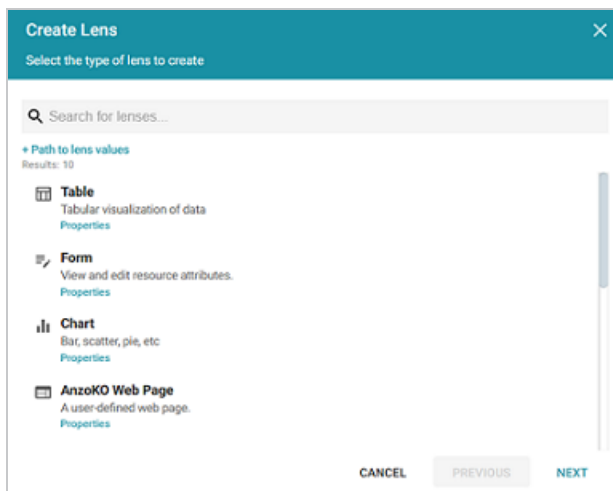 Create Lens
Select the type of lens to create
Search for lenses...
+ Path to lens values
Results: 10
Table
Tabular visualization of data
Properties
Form
View and edit resource attributes.
Properties
Chart
Bar, scatter, pie, etc
Properties
AnzoKO Web Page
A user-defined web page.
Properties
CANCEL PREVIOUS NEXT